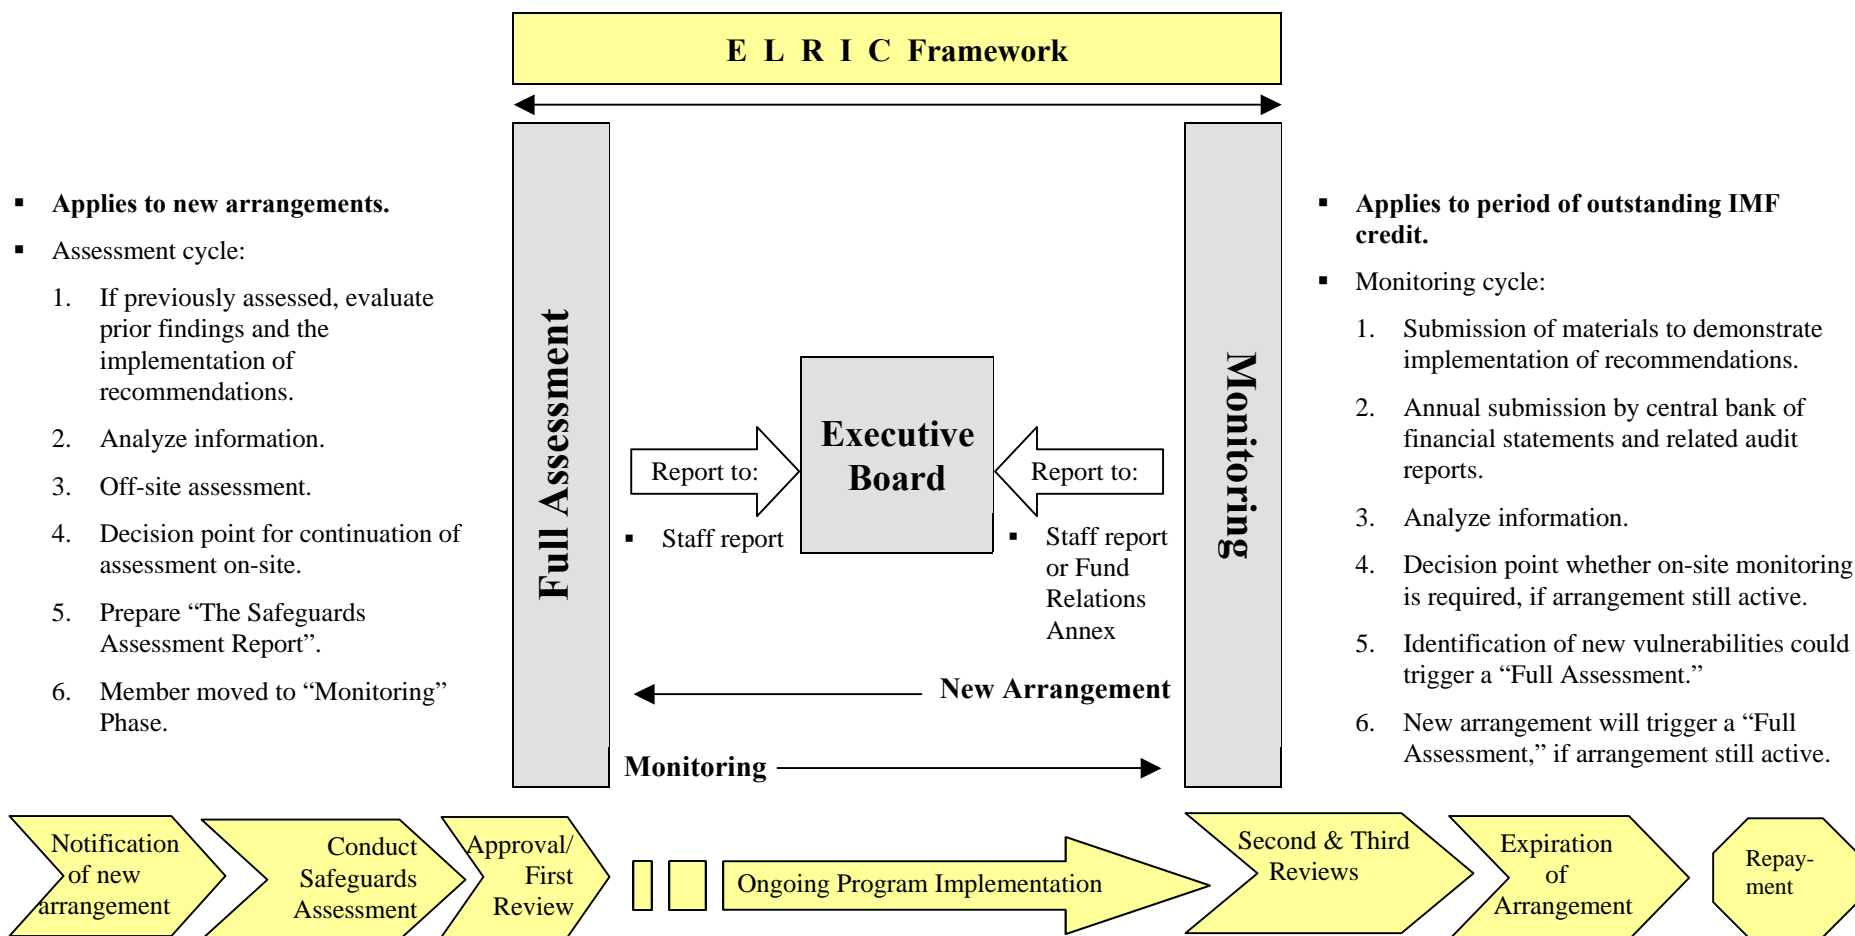 E L R I C Framework
▪ Applies to new arrangements.
▪ Assessment cycle:
1. If previously assessed, evaluate
prior findings and the
implementation of
recommendations.
2. Analyze information.
3. Off-site assessment.
4. Decision point for continuation of
assessment on-site.
5. Prepare “The Safeguards
Assessment Report”.
6. Member moved to “Monitoring”
Phase.
Full Assessment
Report to:
▪ Staff report
Executive
Board
Report to:
▪ Staff report
or Fund
Relations
Annex
New Arrangement
Monitoring
Monitoring
▪ Applies to period of outstanding IMF
credit.
▪ Monitoring cycle:
1. Submission of materials to demonstrate
implementation of recommendations.
2. Annual submission by central bank of
financial statements and related audit
reports.
3. Analyze information.
4. Decision point whether on-site monitoring
is required, if arrangement still active.
5. Identification of new vulnerabilities could
trigger a “Full Assessment.”
6. New arrangement will trigger a “Full
Assessment,” if arrangement still active.
Notification
of new
arrangement
Conduct
Safeguards
Assessment
Approval/
First
Review
Ongoing Program Implementation
Second & Third
Reviews
Expiration
of
Arrangement
Repay-
ment